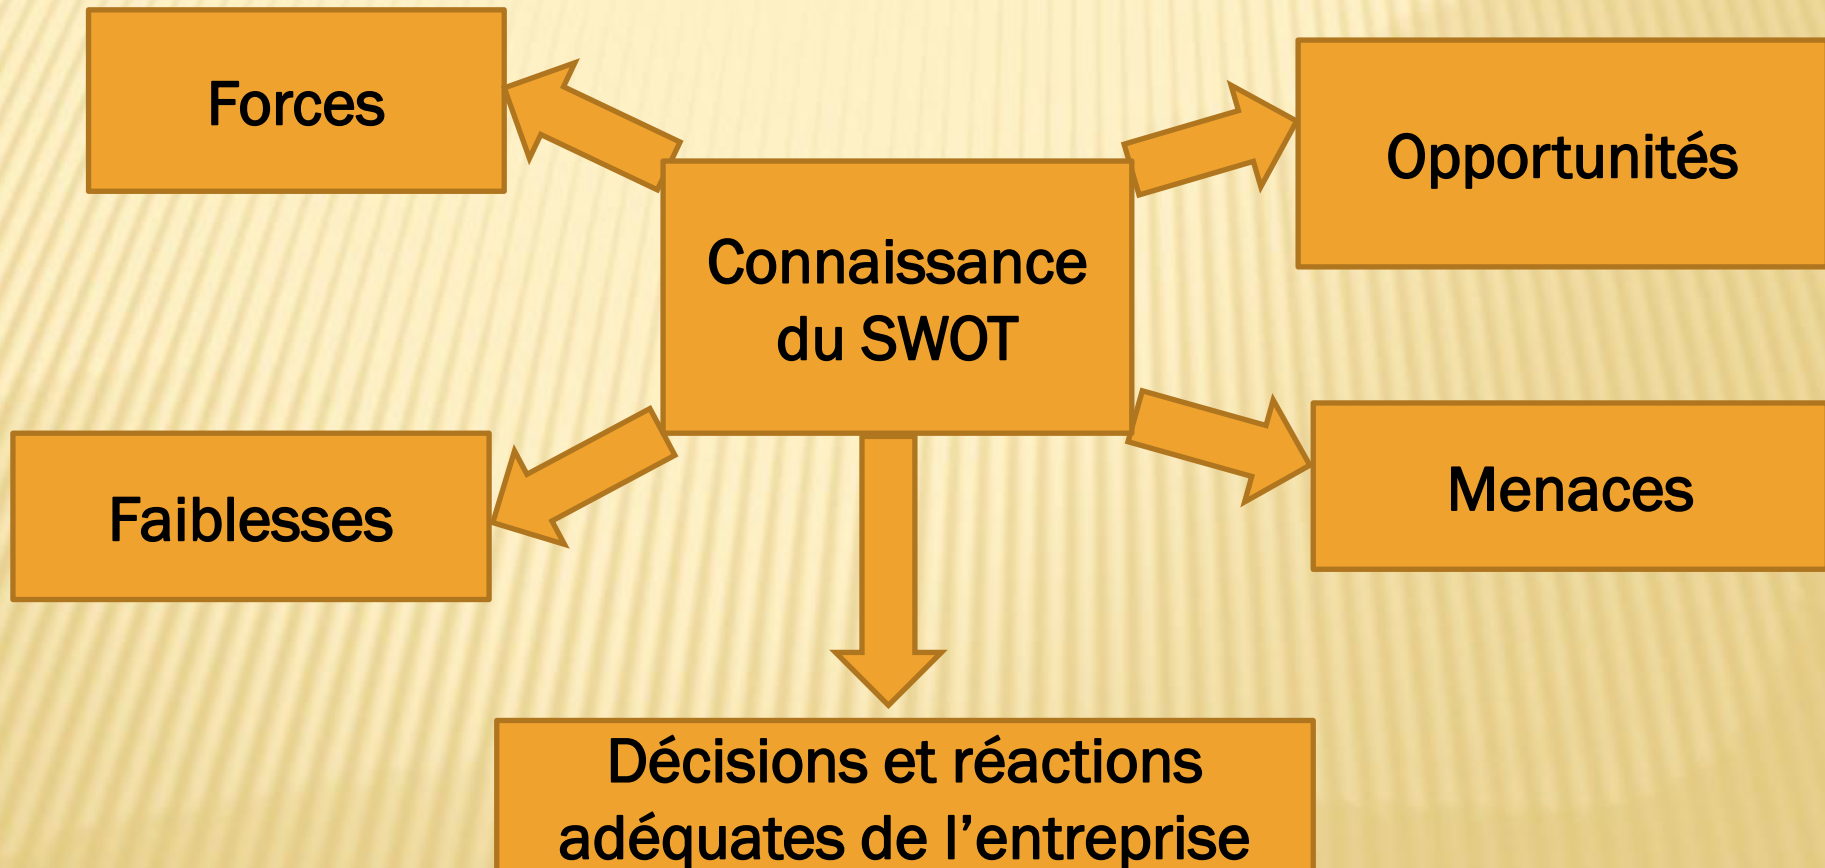 Forces
Opportunités
Connaissance
du SWOT
Faiblesses
Menaces
Décisions et réactions
adéquates de l’entreprise